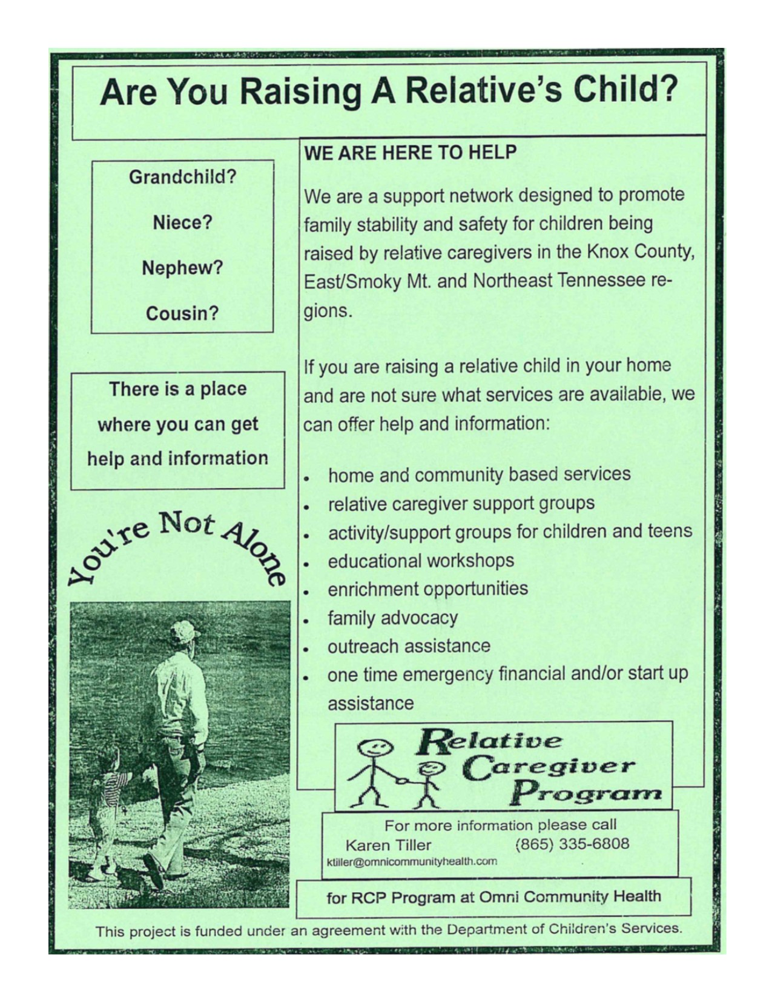 Are You Raising A Relative's Child?
Grandchild?
Niece?
Nephew?
Cousin?
There is a place
where you can get
help and information
You're Not Alone
WE ARE HERE TO HELP
We are a support network designed to promote
family stability and safety for children being
raised by relative caregivers in the Knox County,
East/Smoky Mt. and Northeast Tennessee re-
gions.
If you are raising a relative child in your home
and are not sure what services are available, we
can offer help and information:
• home and community based services
• relative caregiver support groups
• activity/support groups for children and teens
• educational workshops
• enrichment opportunities
• family advocacy
• outreach assistance
• one time emergency financial and/or start up
assistance
Relative
Caregiver
Program
For more information please call
Karen Tiller (865) 335-6808
ktiller@omnicommunityhealth.com
for RCP Program at Omni Community Health
This project is funded under an agreement with the Department of Children's Services.